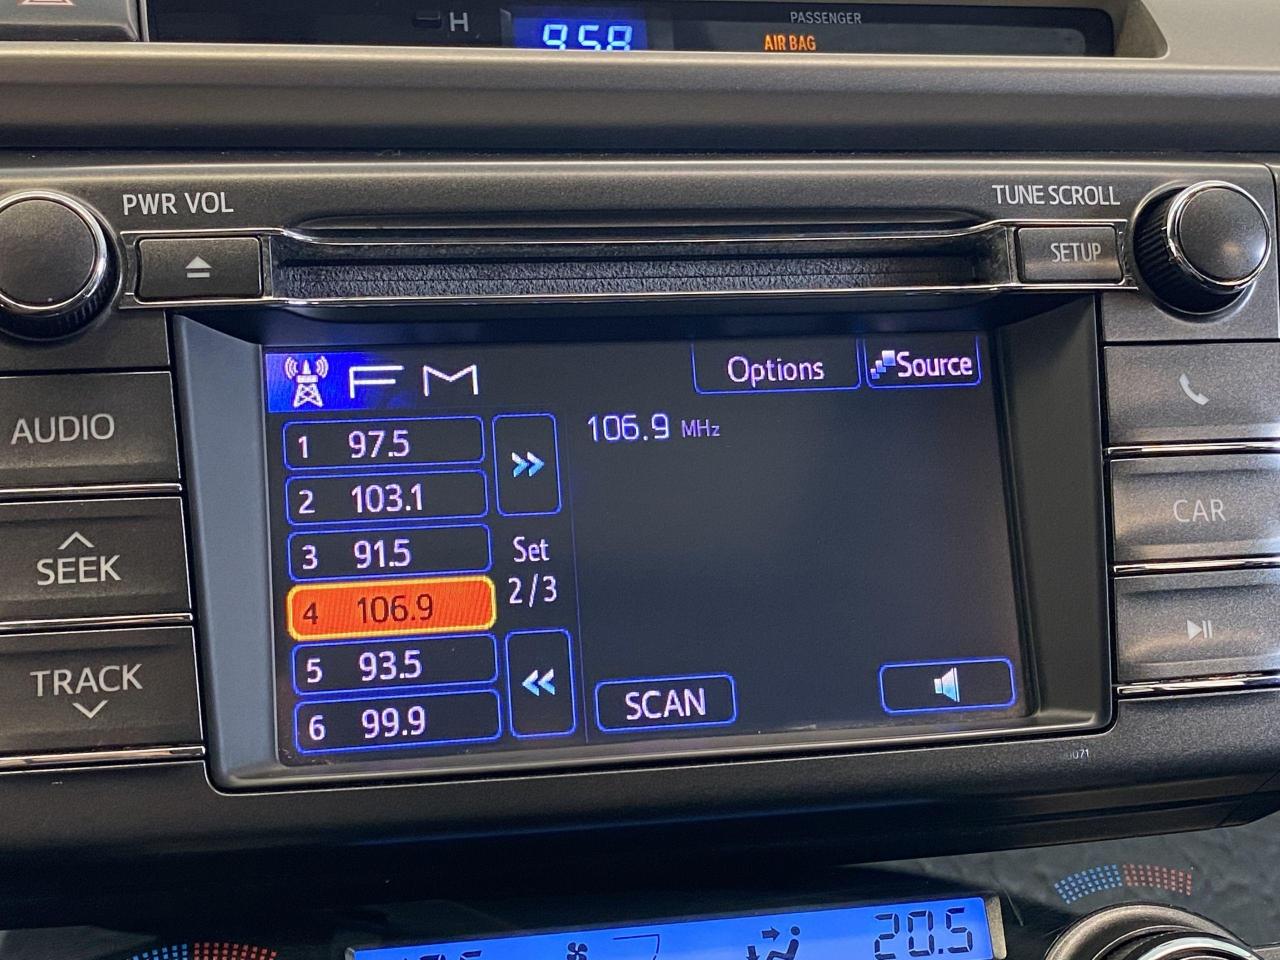 H
9:58
PASSENGER
AIR BAG
PWR VOL
TUNE SCROLL
SETUP
FM
Options
Source
AUDIO
SEEK
TRACK
1 97.5
2 103.1
3 91.5
4 106.9
5 93.5
6 99.9
Set
2/3
106.9 MHz
SCAN
CAR
20.5